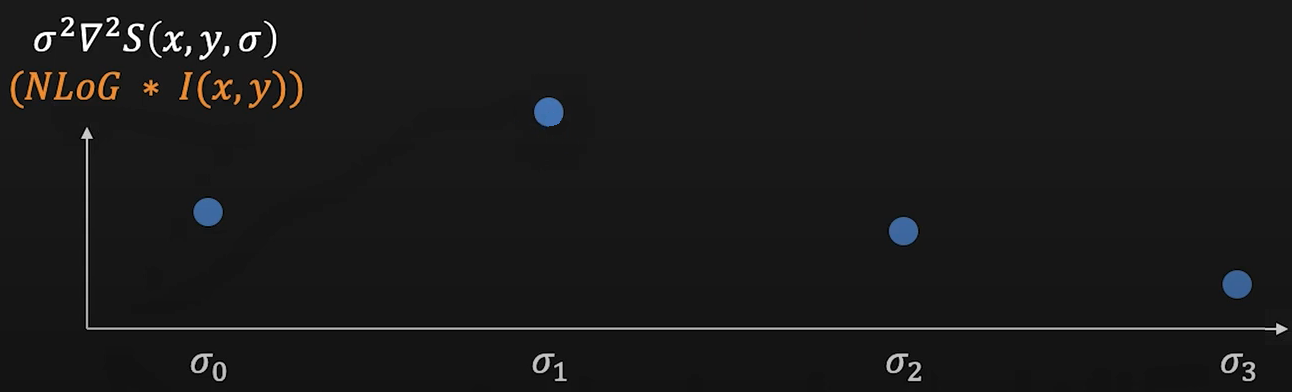 σ²∇²S(x, y, σ)
(NLoG * I(x, y))
σ₀ σ₁ σ₂ σ₃